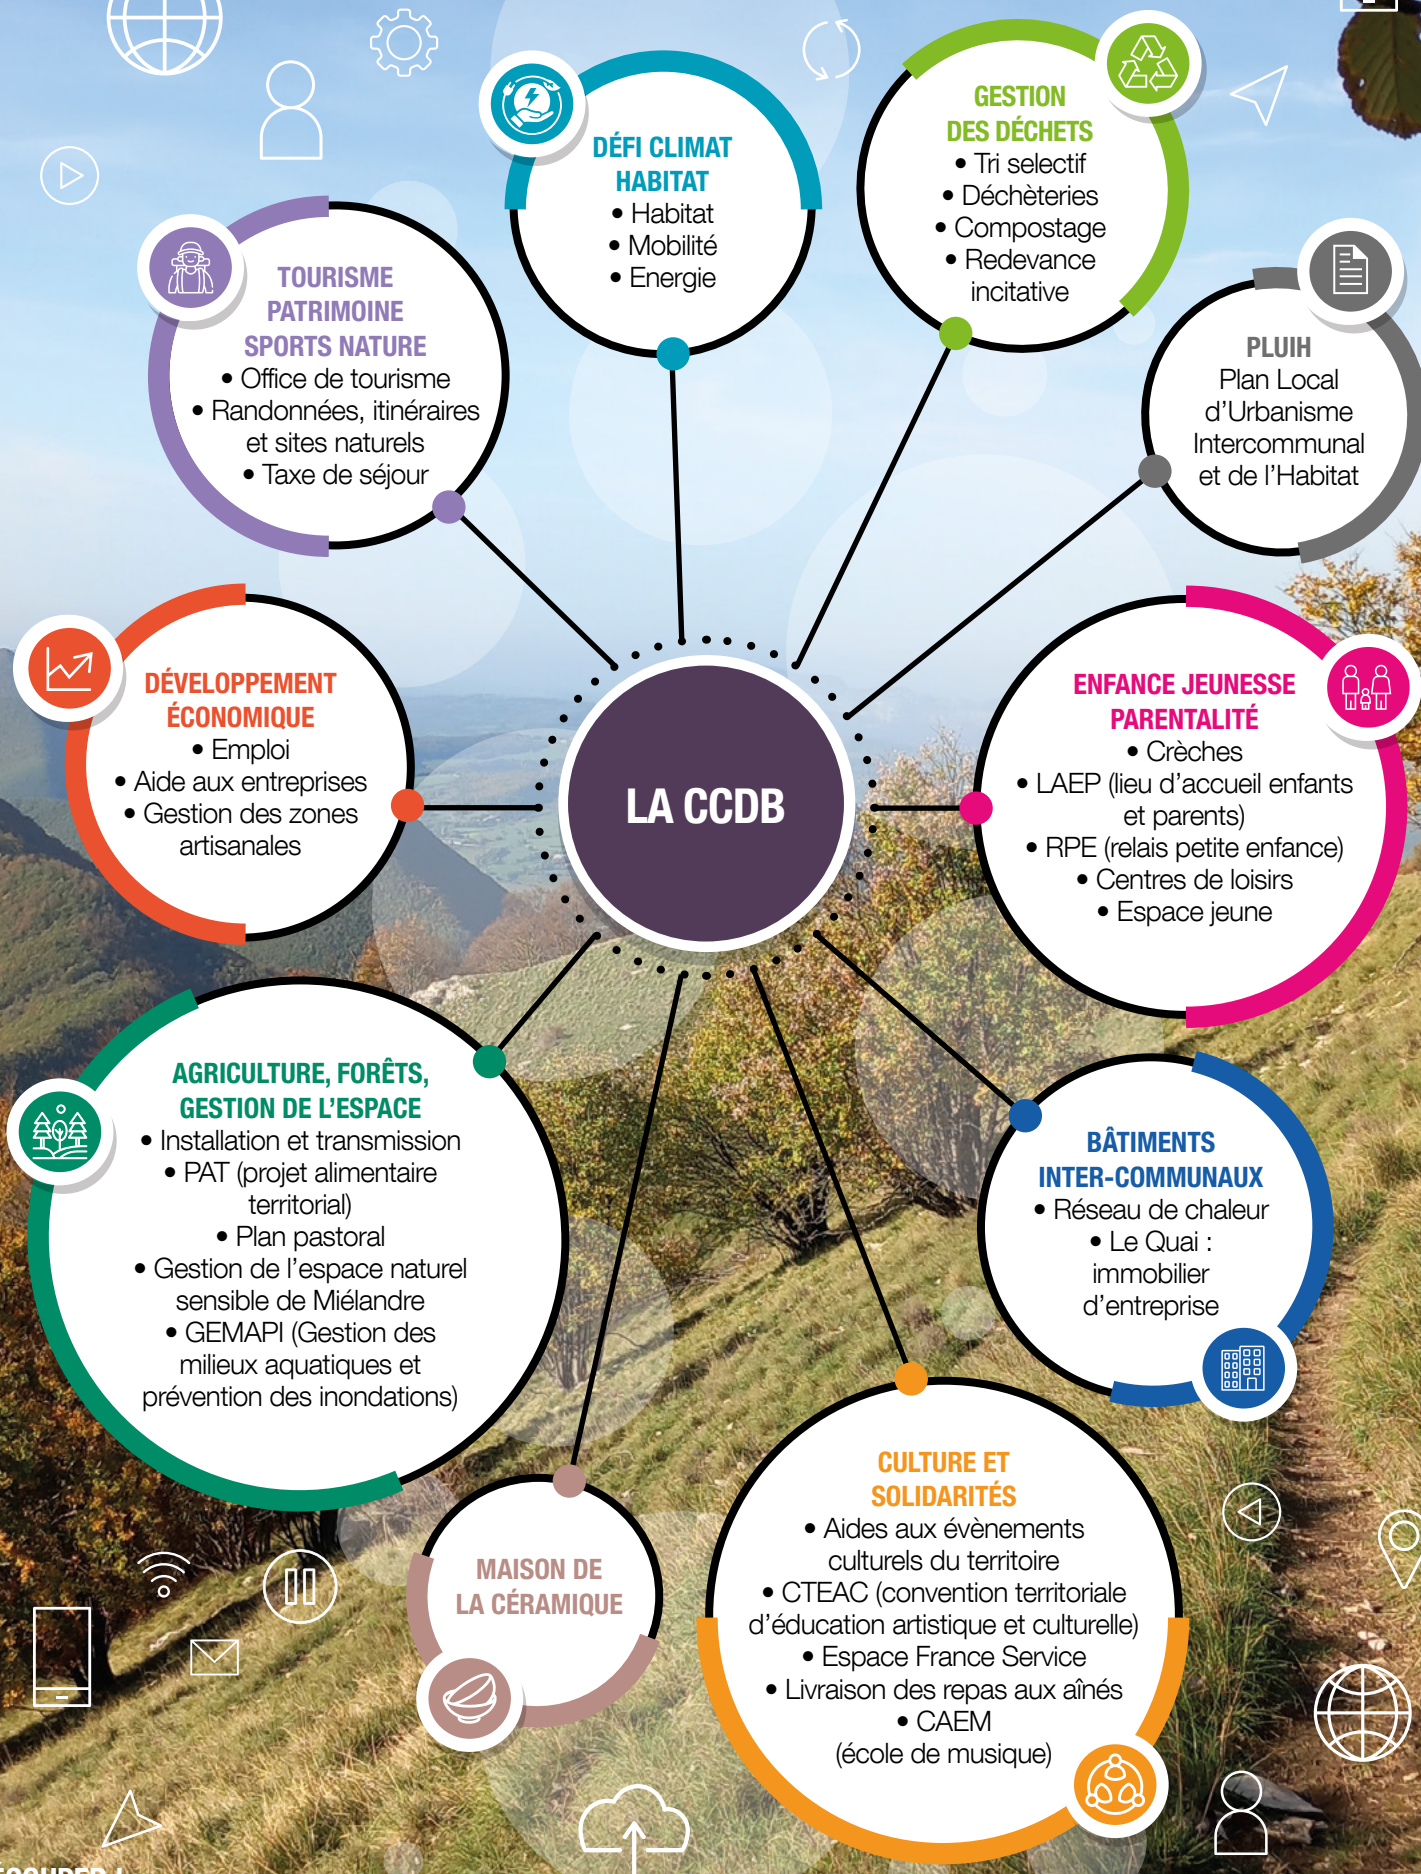 DÉFI CLIMAT
HABITAT
• Habitat
• Mobilité
• Energie
GESTION
DES DÉCHETS
• Tri selectif
• Déchèteries
• Compostage
• Redevance
incitative
TOURISME
PATRIMOINE
SPORTS NATURE
• Office de tourisme
• Randonnées, itinéraires
et sites naturels
• Taxe de séjour
PLUIH
Plan Local
d’Urbanisme
Intercommunal
et de l’Habitat
DÉVELOPPEMENT
ÉCONOMIQUE
• Emploi
• Aide aux entreprises
• Gestion des zones
artisanales
LA CCDB
ENFANCE JEUNESSE
PARENTALITÉ
• Crèches
• LAEP (lieu d’accueil enfants
et parents)
• RPE (relais petite enfance)
• Centres de loisirs
• Espace jeune
AGRICULTURE, FORÊTS,
GESTION DE L’ESPACE
• Installation et transmission
• PAT (projet alimentaire
territorial)
• Plan pastoral
• Gestion de l’espace naturel
sensible de Miélandre
• GEMAPI (Gestion des
milieux aquatiques et
prévention des inondations)
BÂTIMENTS
INTER-COMMUNAUX
• Réseau de chaleur
• Le Quai :
immobilier
d’entreprise
MAISON DE
LA CÉRAMIQUE
CULTURE ET
SOLIDARITÉS
• Aides aux évènements
culturels du territoire
• CTEAC (convention territoriale
d’éducation artistique et culturelle)
• Espace France Service
• Livraison des repas aux aînés
• CAEM
(école de musique)